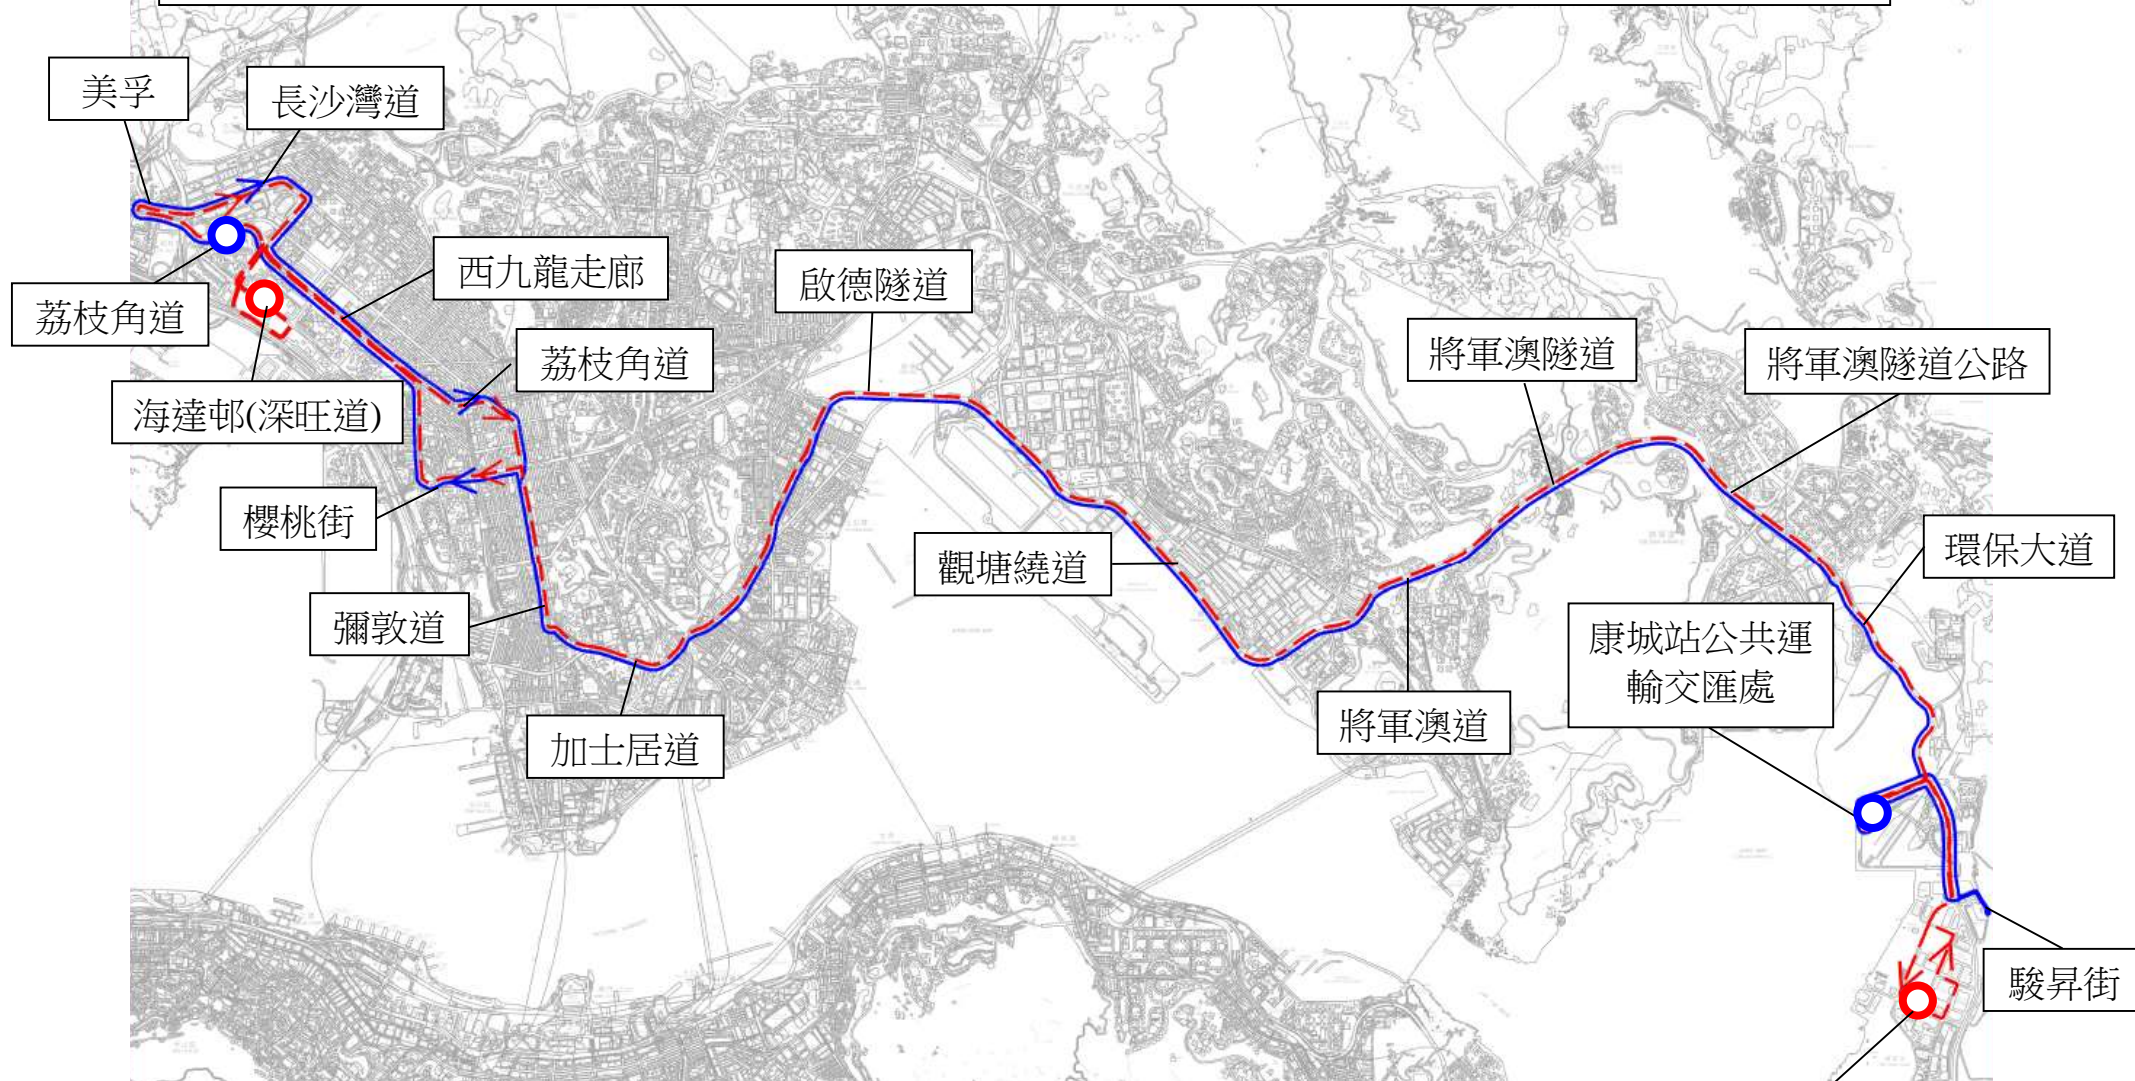 美孚
長沙灣道
西九龍走廊
啟德隧道
荔枝角道
荔枝角道
將軍澳隧道
將軍澳隧道公路
海達邨(深旺道)
櫻桃街
觀塘繞道
環保大道
彌敦道
康城站公共運
輸交匯處
將軍澳道
加士居道
駿昇街